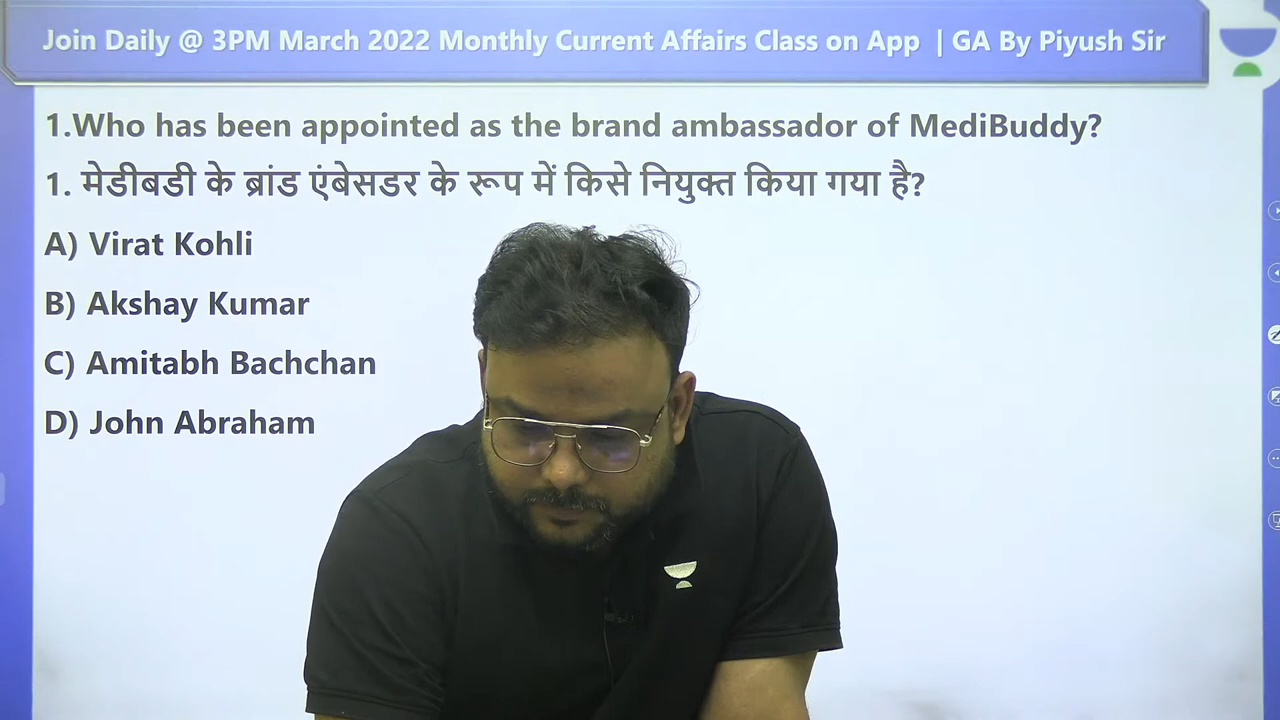 Join Daily @ 3PM March 2022 Monthly Current Affairs Class on App | GA By Piyush Sir
1.Who has been appointed as the brand ambassador of MediBuddy?
1. मेडीबडी के ब्रांड एंबेसडर के रूप में किसे नियुक्त किया गया है?
A) Virat Kohli
B) Akshay Kumar
C) Amitabh Bachchan
D) John Abraham